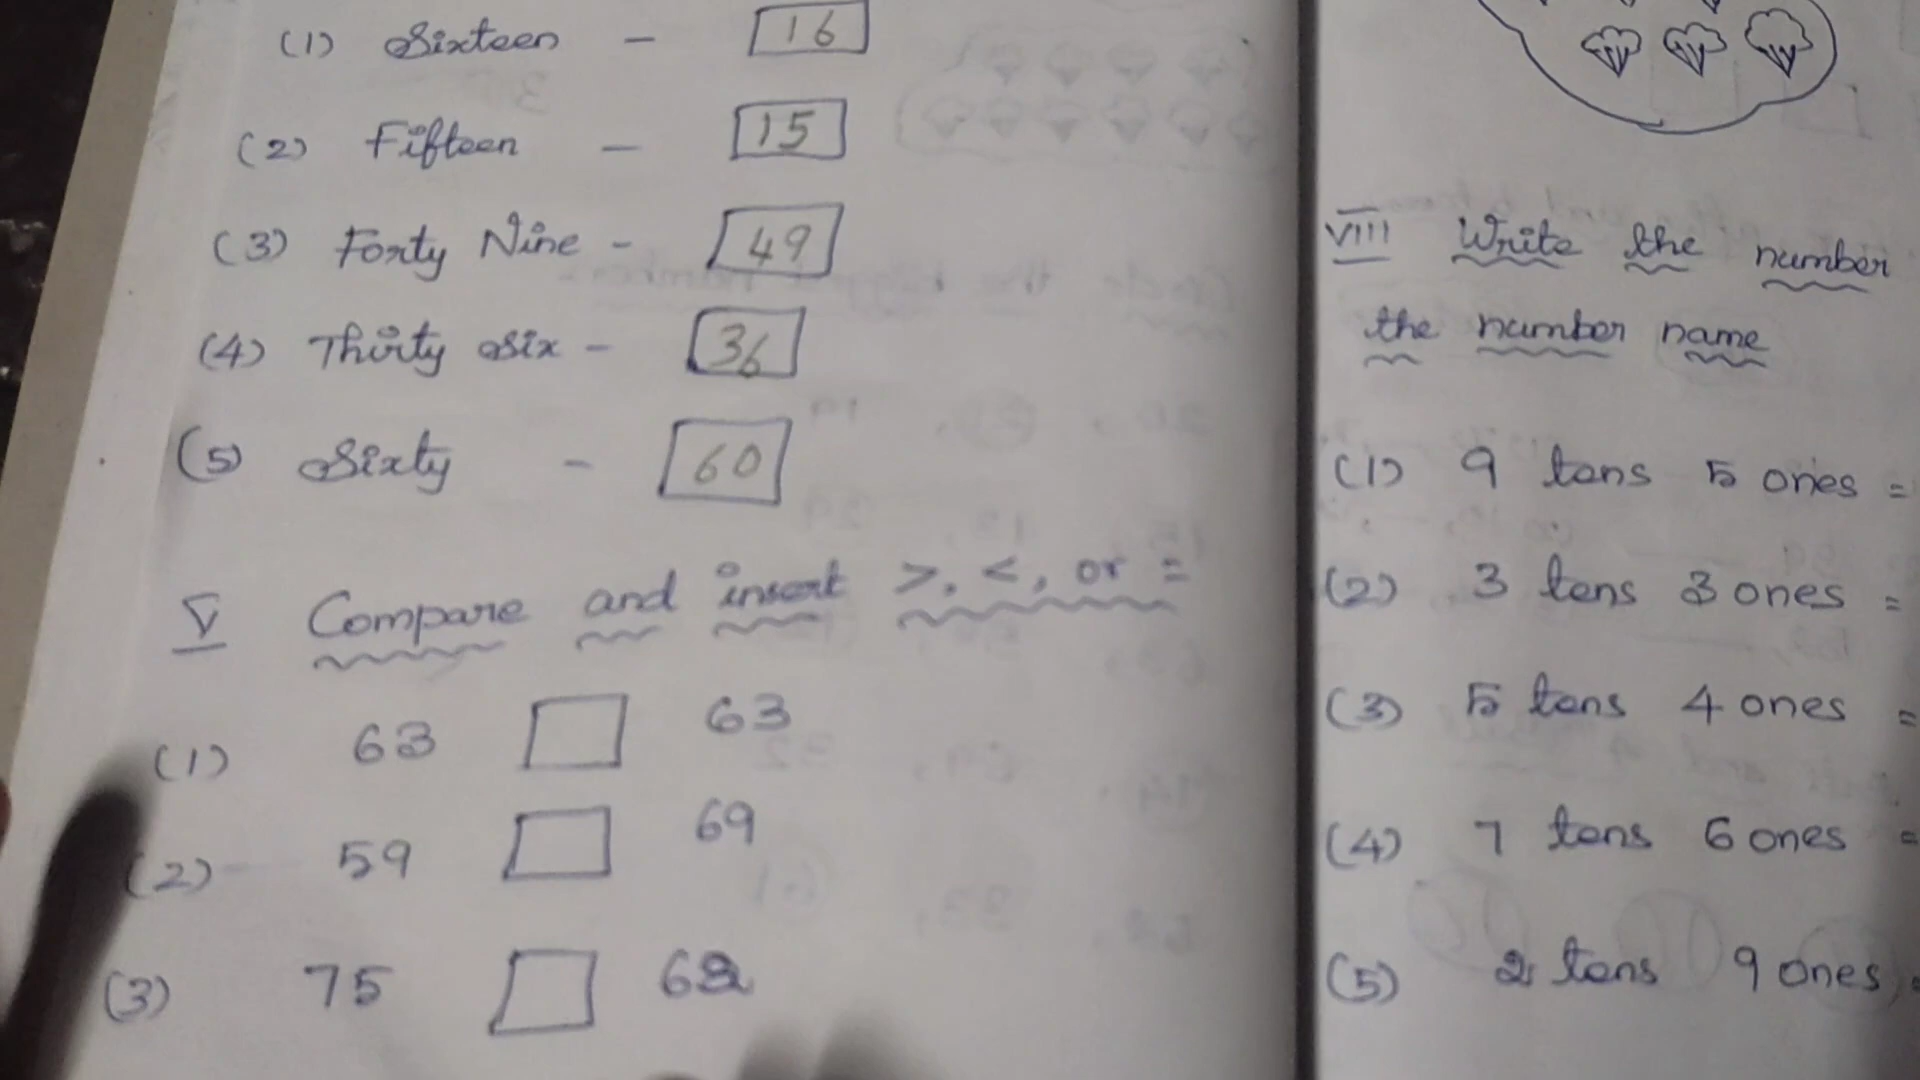 (1) Sixteen - 16
(2) Fifteen - 15
(3) Forty Nine - 49
(4) Thirty six - 36
(5) Sixty - 60
V Compare and insert >, <, or =
(1) 63 63
(2) 59 69
(3) 75 62
VIII Write the number
the number name
(1) 9 tens 5 ones =
(2) 3 tens 3 ones =
(3) 5 tens 4 ones =
(4) 7 tens 6 ones =
(5) 2 tens 9 ones =